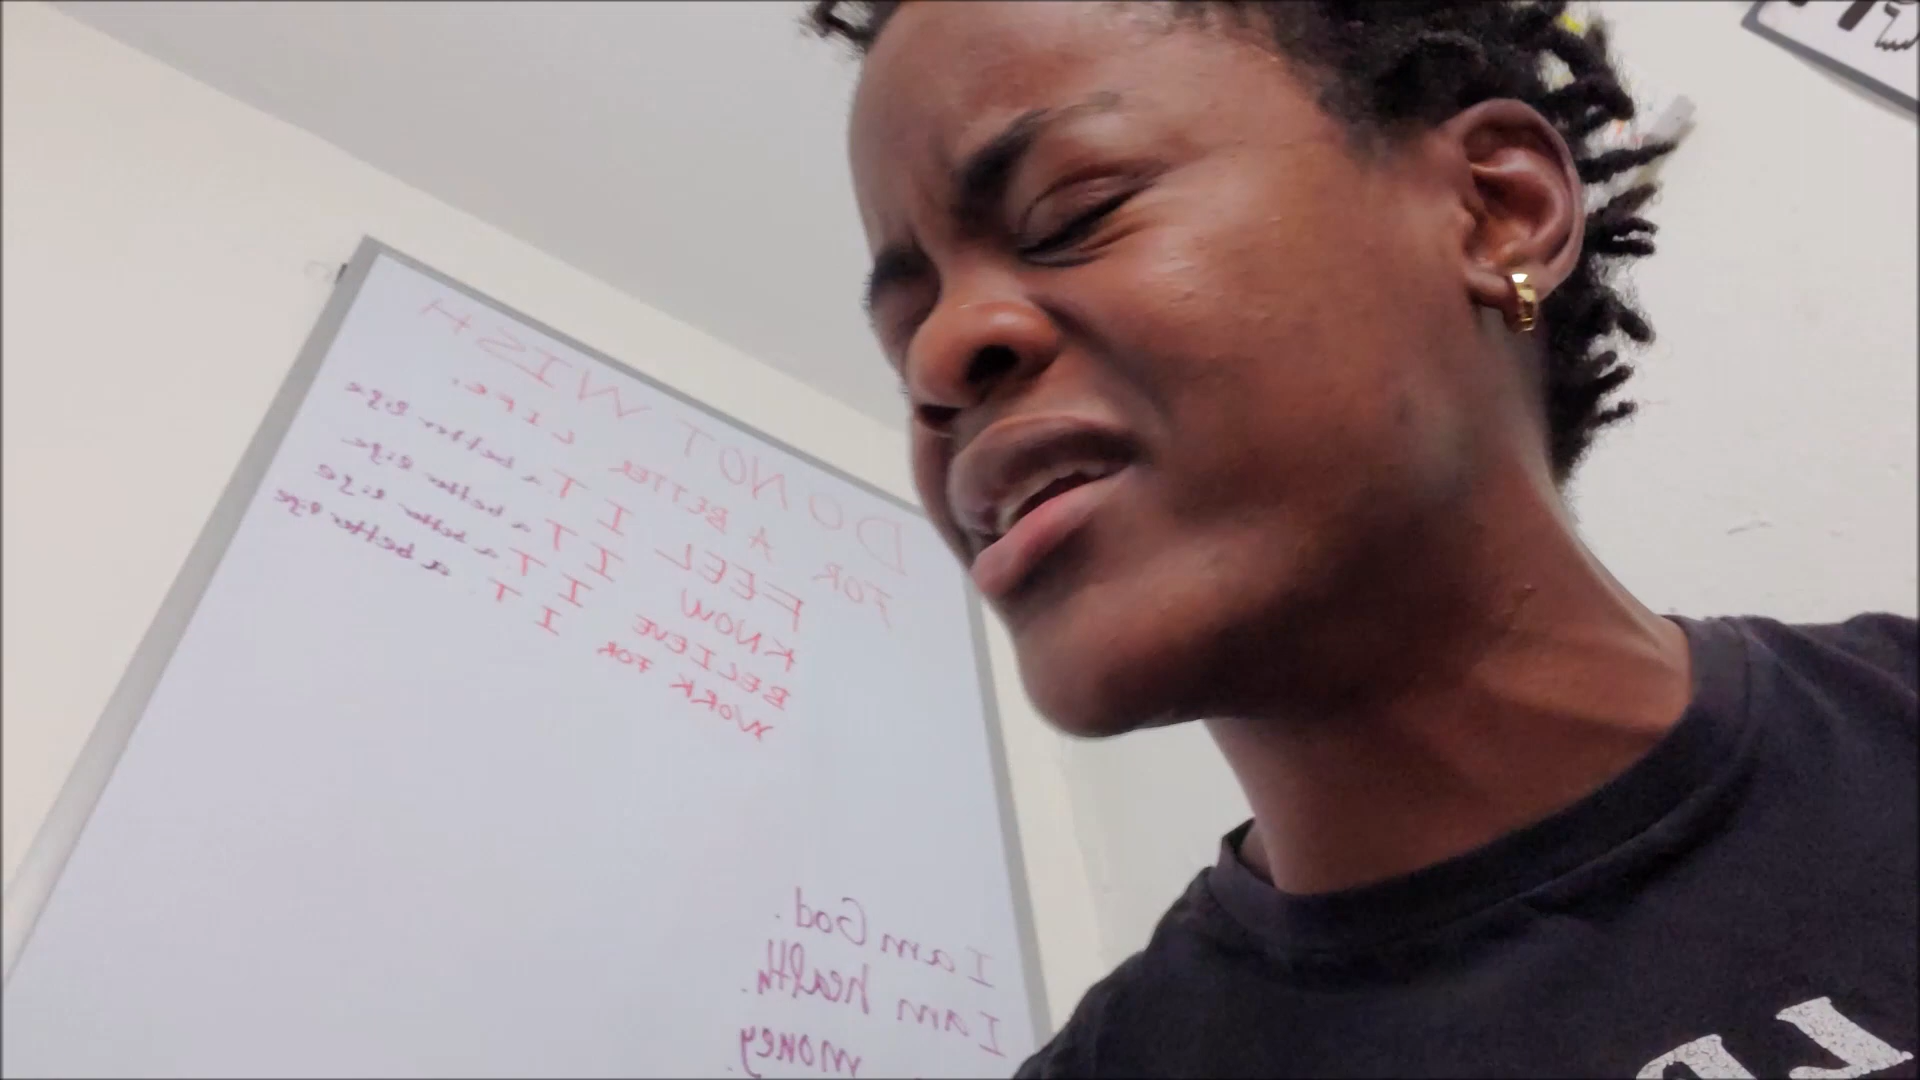 DO NOT WISH
FOR A BETTER LIFE.
FEEL IT a better life
KNOW IT a better life
BELIEVE IT a better life
WORK FOR IT a better life
I am God.
I am health.
money.